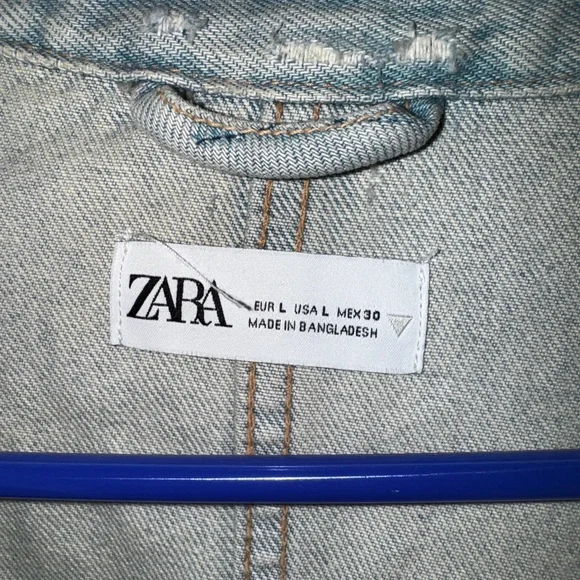 ZARA
EUR L USA L MEX 30
MADE IN BANGLADESH